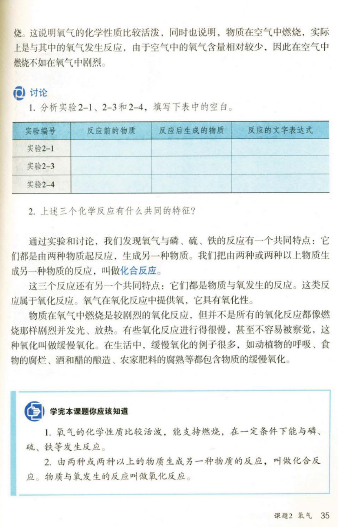 烧。这说明氧气的化学性质比较活泼，同时也说明，物质在空气中燃烧，实际
上是与其中的氧气发生反应，由于空气中的氧气含量相对较少，因此在空气中
燃烧不如在氧气中剧烈。
讨论
1. 分析实验2-1、2-3和2-4，填写下表中的空白。
实验编号 反应前的物质 反应后生成的物质 反应的文字表达式
实验2-1
实验2-3
实验2-4
2. 上述三个化学反应有什么共同的特征?
通过实验和讨论，我们发现氧气与磷、硫、铁的反应有一个共同特点：它
们都是由两种物质起反应，生成另一种物质。我们把由两种或两种以上物质生
成另一种物质的反应，叫做化合反应。
这三个反应还有另一个共同特点：它们都是物质与氧发生的反应。这类反
应属于氧化反应。氧气在氧化反应中提供氧，它具有氧化性。
物质在氧气中燃烧是较剧烈的氧化反应，但并不是所有的氧化反应都像燃
烧那样剧烈并发光、放热。有些氧化反应进行得很慢，甚至不容易被察觉，这
种氧化叫做缓慢氧化。在生活中，缓慢氧化的例子很多，如动植物的呼吸、食
物的腐烂、酒和醋的酿造、农家肥料的腐熟等都包含物质的缓慢氧化。
学完本课题你应该知道
1. 氧气的化学性质比较活泼，能支持燃烧，在一定条件下能与磷、
硫、铁等发生反应。
2. 由两种或两种以上的物质生成另一种物质的反应，叫做化合反
应。物质与氧发生的反应叫做氧化反应。
课题2 氧气 35